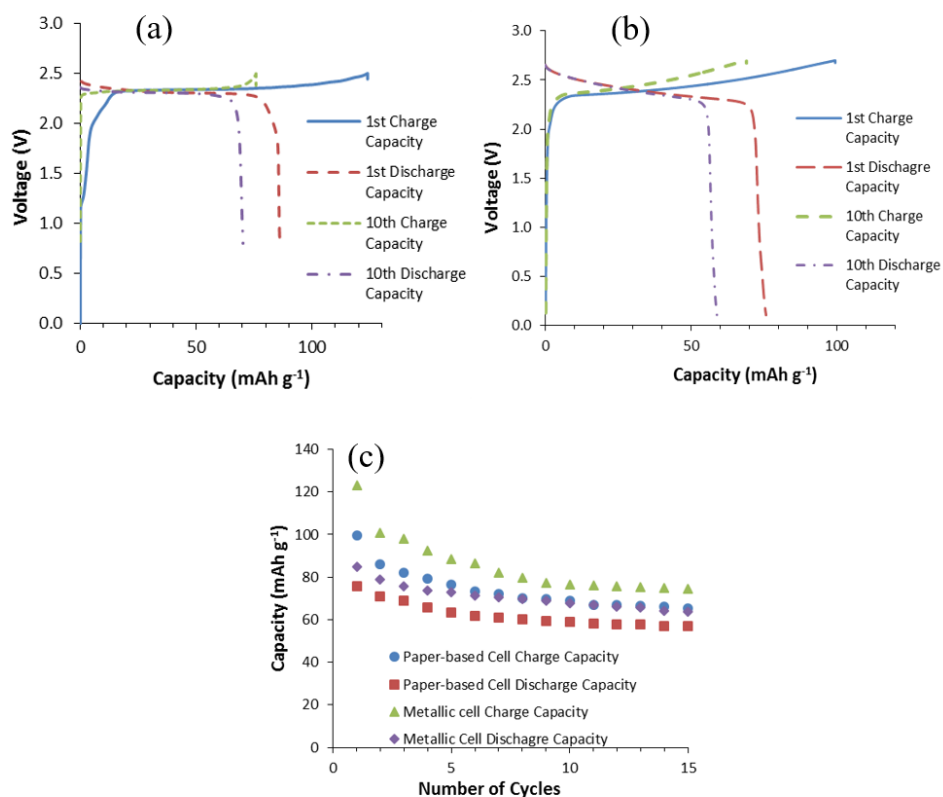 (a)
3.0
2.5
2.0
1.5
1.0
0.5
0.0
Voltage (V)
0
100
Capacity (mAh g⁻¹)
1st Charge
Capacity
1st Discharge
Capacity
10th Charge
Capacity
10th Discharge
Capacity
(b)
3.0
2.5
2.0
1.5
1.0
0.5
0.0
Voltage (V)
0
50
100
Capacity (mAh g⁻¹)
1st Charge
Capacity
1st Dischagre
Capacity
10th Charge
Capacity
10th Discharge
Capacity
(c)
140
120
100
80
60
40
20
0
Capacity (mAh g⁻¹)
Paper-based Cell Charge Capacity
Paper-based Cell Discharge Capacity
Metallic cell Charge Capacity
Metallic Cell Dischagre Capacity
0
5
10
15
Number of Cycles